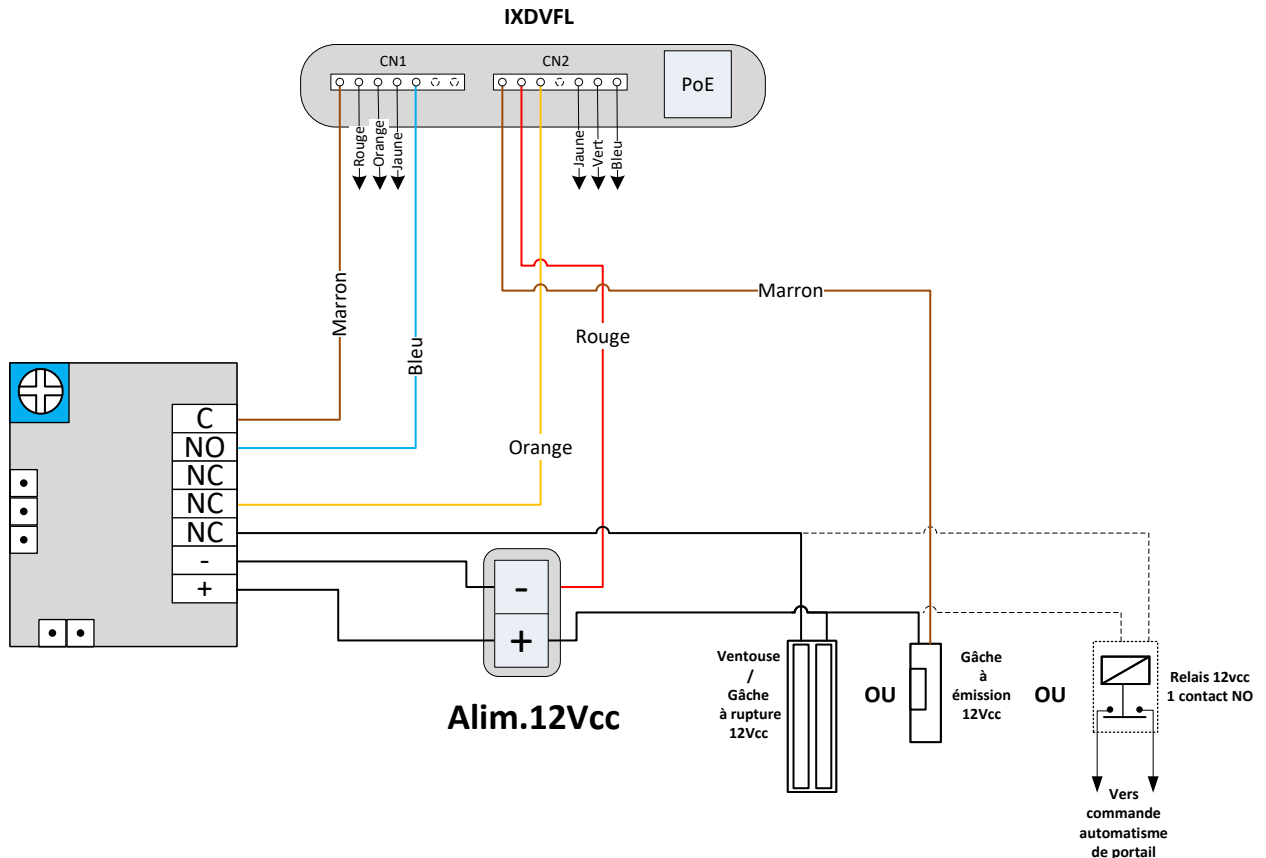 IXDVFL
CN1
CN2
PoE
Rouge
Orange
Jaune
Jaune
Vert
Bleu
Marron
Bleu
Marron
Rouge
Orange
C
NO
NC
NC
NC
-
+
-
+
Alim.12Vcc
Ventouse
/
Gâche
à rupture
12Vcc
OU
Gâche
à
émission
12Vcc
OU
Relais 12vcc
1 contact NO
Vers
commande
automatisme
de portail